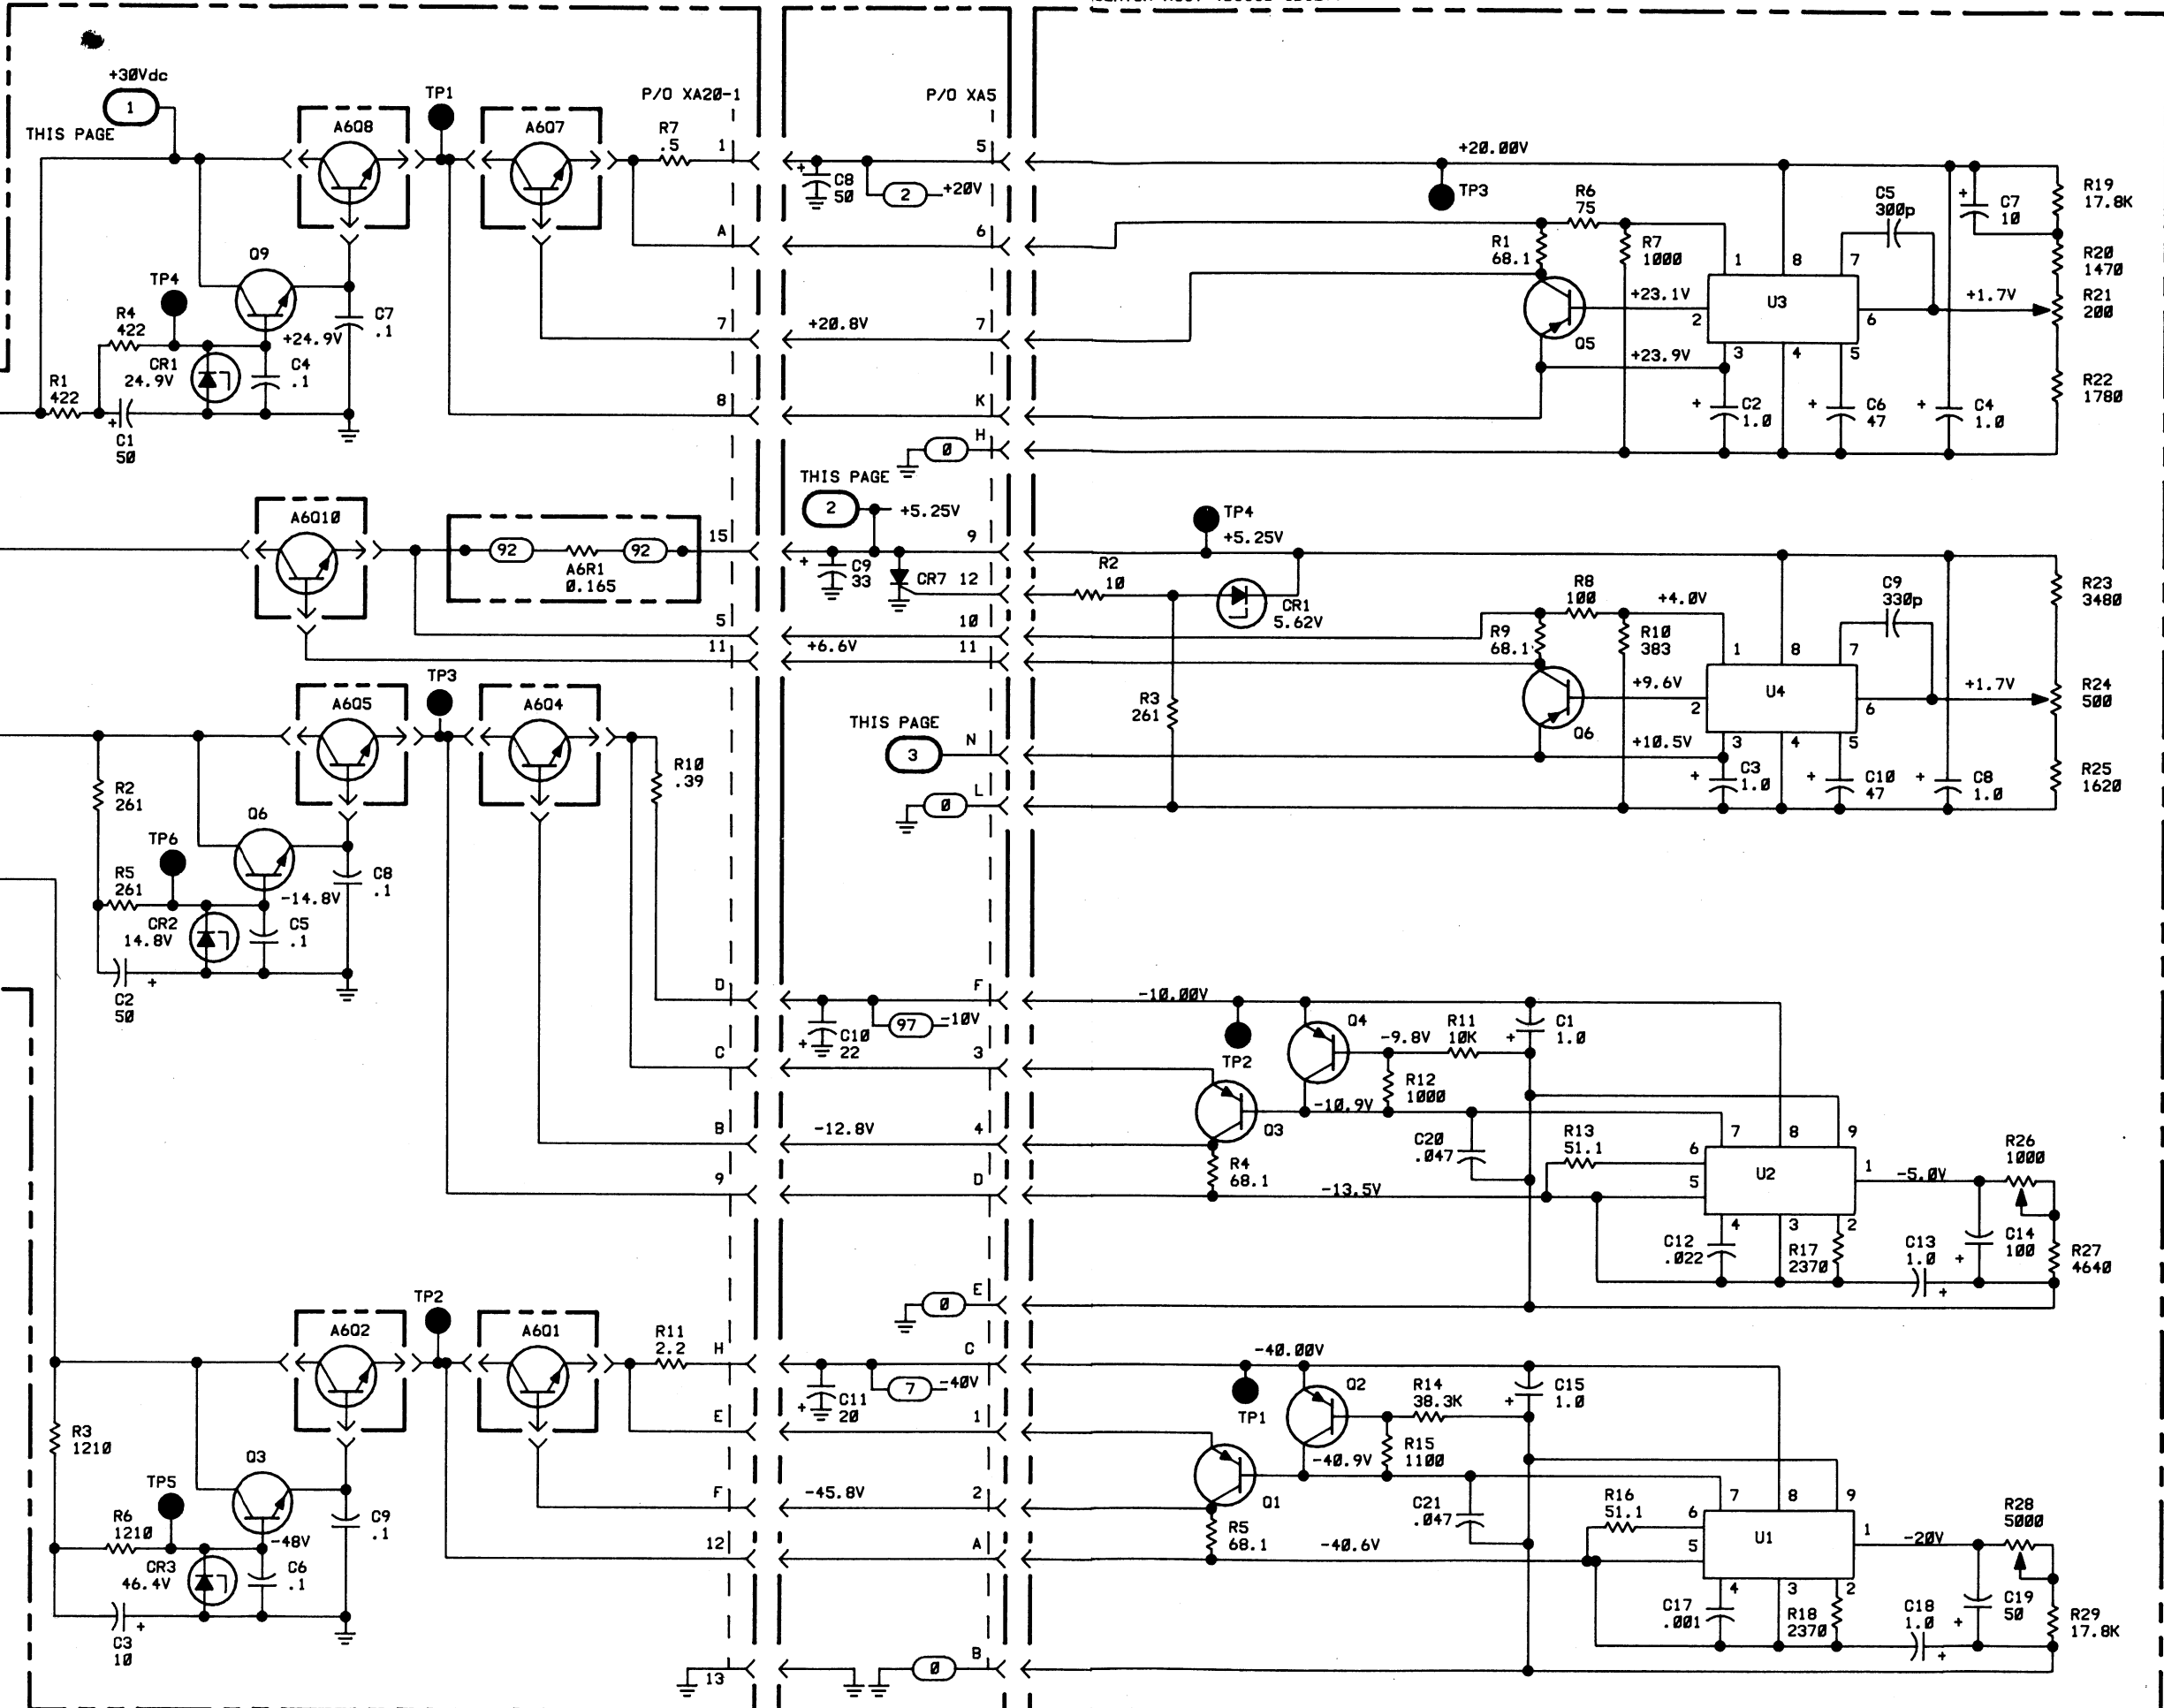 +30Vdc
1
THIS PAGE
A6Q8
TP1
A6Q7
P/O XA20-1
R7
.5
1
A
7
8
Q9
TP4
R4
422
+24.9V
C7
.1
CR1
24.9V
C4
.1
R1
422
C1
50
P/O XA5
5
C8
50
2
+20V
6
+20.8V
7
K
H
0
+20.00V
TP3
R6
75
R1
68.1
R7
1000
C5
300p
C7
10
R19
17.8K
R20
1470
R21
200
R22
1780
1
8
7
U3
+23.1V
2
6
+1.7V
Q5
+23.9V
3
4
5
C2
1.0
C6
47
C4
1.0
A6Q10
92
92
A6R1
0.165
15
5
11
THIS PAGE
2
+5.25V
9
C9
33
CR7
12
10
+6.6V
11
THIS PAGE
3
N
L
0
TP4
+5.25V
R2
10
CR1
5.62V
R3
261
R8
100
+4.0V
R9
68.1
R10
383
C9
330p
R23
3480
R24
500
R25
1620
1
8
7
U4
+9.6V
2
6
+1.7V
Q6
+10.5V
3
4
5
C3
1.0
C10
47
C8
1.0
A6Q5
TP3
A6Q4
R10
.39
R2
261
Q6
TP6
R5
261
-14.8V
C8
.1
CR2
14.8V
C5
.1
C2
50
D
C
B
9
F
C10
22
97
-10V
3
-12.8V
4
D
E
0
-10.00V
TP2
Q4
-9.8V
R11
10K
C1
1.0
R12
1000
-10.9V
Q3
R4
68.1
-13.5V
C20
.047
R13
51.1
7
8
9
6
5
U2
1
-5.0V
R26
1000
4
3
2
C12
.022
R17
2370
C13
1.0
C14
100
R27
4640
A6Q2
TP2
A6Q1
R11
2.2
H
E
F
12
13
R3
1210
Q3
TP5
R6
1210
-48V
C9
.1
CR3
46.4V
C6
.1
C3
10
C
C11
20
7
-40V
1
-45.8V
2
A
B
0
-40.00V
TP1
Q2
R14
38.3K
C15
1.0
R15
1100
-40.9V
Q1
R5
68.1
-40.6V
C21
.047
R16
51.1
7
8
9
6
5
U1
1
-20V
R28
5000
4
3
2
C17
.001
R18
2370
C18
1.0
C19
50
R29
17.8K